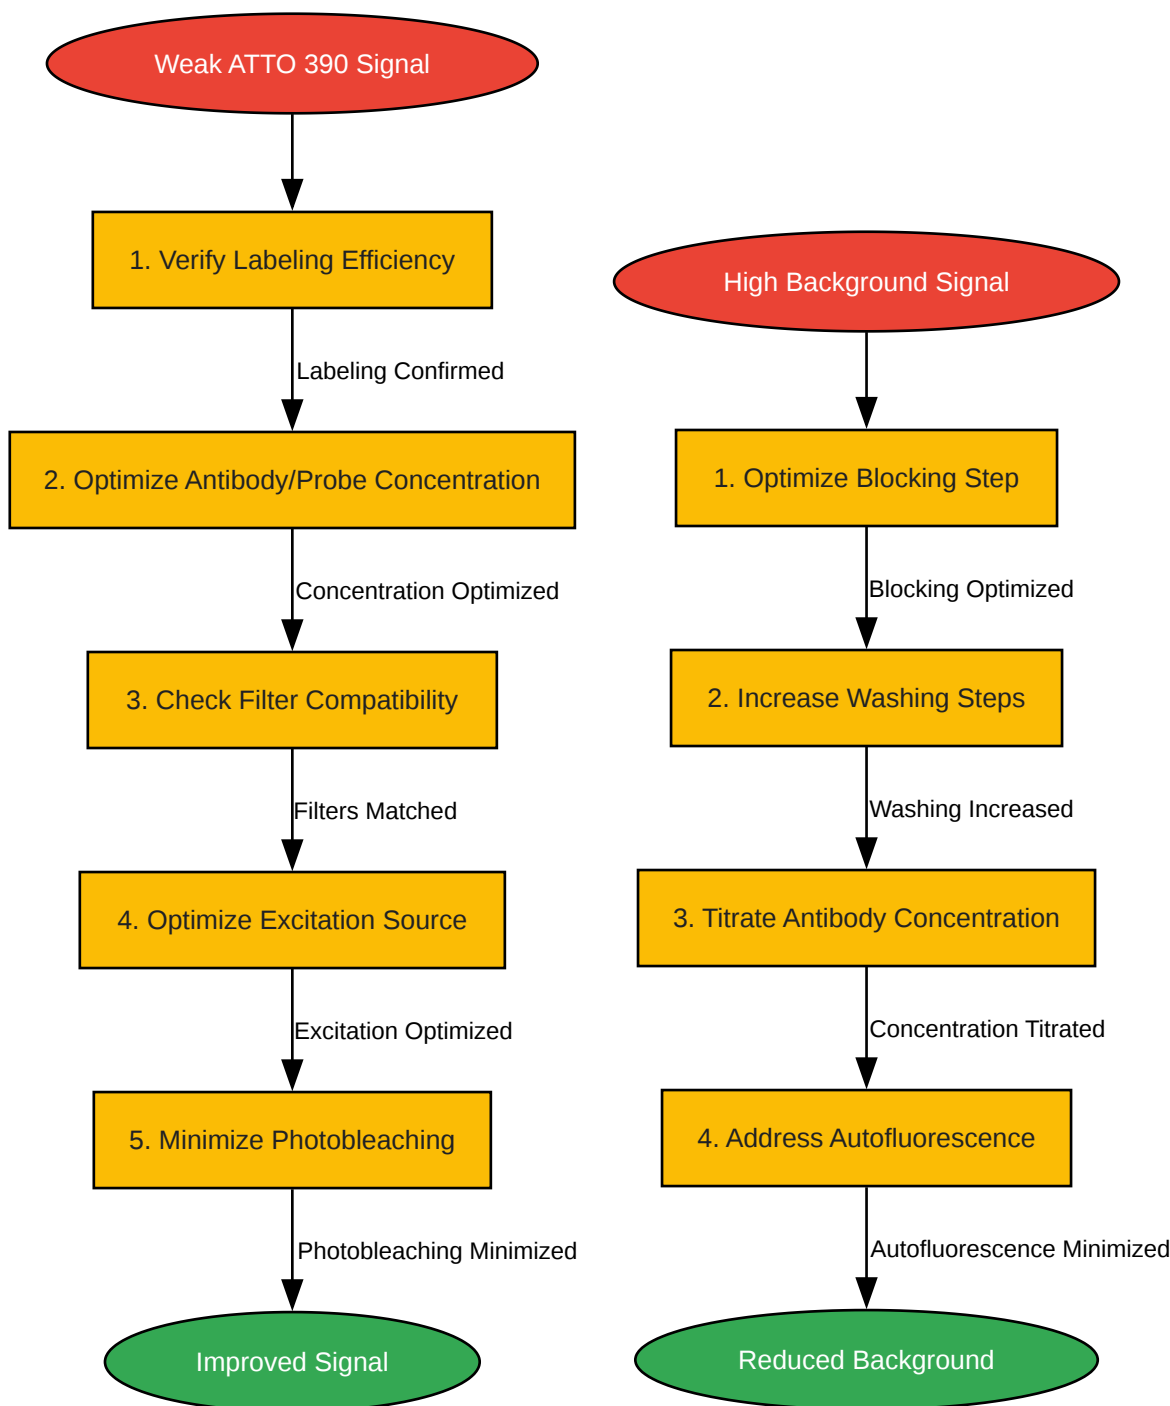 Weak ATTO 390 Signal
1. Verify Labeling Efficiency
Labeling Confirmed
2. Optimize Antibody/Probe Concentration
Concentration Optimized
3. Check Filter Compatibility
Filters Matched
4. Optimize Excitation Source
Excitation Optimized
5. Minimize Photobleaching
Photobleaching Minimized
Improved Signal
High Background Signal
1. Optimize Blocking Step
Blocking Optimized
2. Increase Washing Steps
Washing Increased
3. Titrate Antibody Concentration
Concentration Titrated
4. Address Autofluorescence
Autofluorescence Minimized
Reduced Background